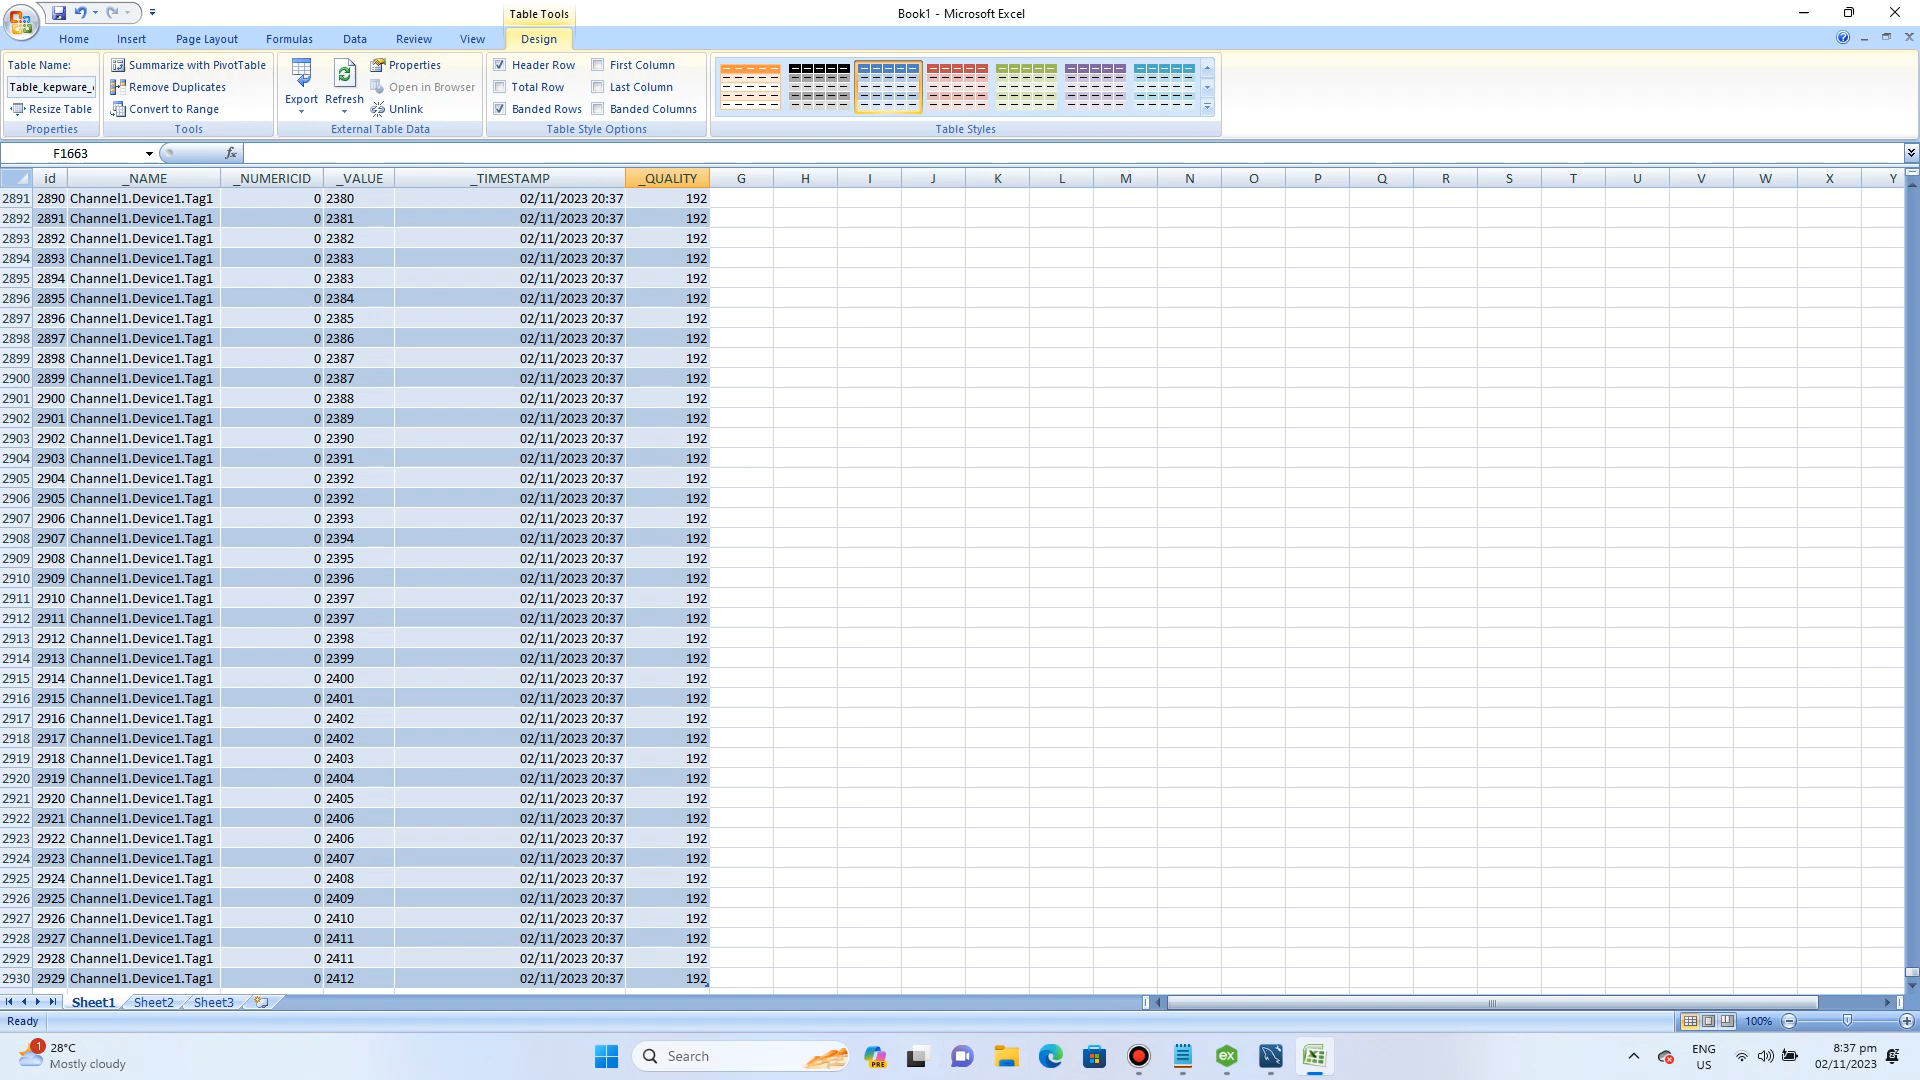 Table Tools
Book1 - Microsoft Excel
Home Insert Page Layout Formulas Data Review View Design
Table Name:
Table_kepware_
Resize Table
Properties
Summarize with PivotTable
Remove Duplicates
Convert to Range
Tools
Export Refresh
Properties
Open in Browser
Unlink
External Table Data
Header Row First Column
Total Row Last Column
Banded Rows Banded Columns
Table Style Options
Table Styles
F1663 fx
id _NAME _NUMERICID _VALUE _TIMESTAMP _QUALITY G H I J K L M N O P Q R S T U V W X Y
2891 2890 Channel1.Device1.Tag1 0 2380 02/11/2023 20:37 192
2892 2891 Channel1.Device1.Tag1 0 2381 02/11/2023 20:37 192
2893 2892 Channel1.Device1.Tag1 0 2382 02/11/2023 20:37 192
2894 2893 Channel1.Device1.Tag1 0 2383 02/11/2023 20:37 192
2895 2894 Channel1.Device1.Tag1 0 2383 02/11/2023 20:37 192
2896 2895 Channel1.Device1.Tag1 0 2384 02/11/2023 20:37 192
2897 2896 Channel1.Device1.Tag1 0 2385 02/11/2023 20:37 192
2898 2897 Channel1.Device1.Tag1 0 2386 02/11/2023 20:37 192
2899 2898 Channel1.Device1.Tag1 0 2387 02/11/2023 20:37 192
2900 2899 Channel1.Device1.Tag1 0 2387 02/11/2023 20:37 192
2901 2900 Channel1.Device1.Tag1 0 2388 02/11/2023 20:37 192
2902 2901 Channel1.Device1.Tag1 0 2389 02/11/2023 20:37 192
2903 2902 Channel1.Device1.Tag1 0 2390 02/11/2023 20:37 192
2904 2903 Channel1.Device1.Tag1 0 2391 02/11/2023 20:37 192
2905 2904 Channel1.Device1.Tag1 0 2392 02/11/2023 20:37 192
2906 2905 Channel1.Device1.Tag1 0 2392 02/11/2023 20:37 192
2907 2906 Channel1.Device1.Tag1 0 2393 02/11/2023 20:37 192
2908 2907 Channel1.Device1.Tag1 0 2394 02/11/2023 20:37 192
2909 2908 Channel1.Device1.Tag1 0 2395 02/11/2023 20:37 192
2910 2909 Channel1.Device1.Tag1 0 2396 02/11/2023 20:37 192
2911 2910 Channel1.Device1.Tag1 0 2397 02/11/2023 20:37 192
2912 2911 Channel1.Device1.Tag1 0 2397 02/11/2023 20:37 192
2913 2912 Channel1.Device1.Tag1 0 2398 02/11/2023 20:37 192
2914 2913 Channel1.Device1.Tag1 0 2399 02/11/2023 20:37 192
2915 2914 Channel1.Device1.Tag1 0 2400 02/11/2023 20:37 192
2916 2915 Channel1.Device1.Tag1 0 2401 02/11/2023 20:37 192
2917 2916 Channel1.Device1.Tag1 0 2402 02/11/2023 20:37 192
2918 2917 Channel1.Device1.Tag1 0 2402 02/11/2023 20:37 192
2919 2918 Channel1.Device1.Tag1 0 2403 02/11/2023 20:37 192
2920 2919 Channel1.Device1.Tag1 0 2404 02/11/2023 20:37 192
2921 2920 Channel1.Device1.Tag1 0 2405 02/11/2023 20:37 192
2922 2921 Channel1.Device1.Tag1 0 2406 02/11/2023 20:37 192
2923 2922 Channel1.Device1.Tag1 0 2406 02/11/2023 20:37 192
2924 2923 Channel1.Device1.Tag1 0 2407 02/11/2023 20:37 192
2925 2924 Channel1.Device1.Tag1 0 2408 02/11/2023 20:37 192
2926 2925 Channel1.Device1.Tag1 0 2409 02/11/2023 20:37 192
2927 2926 Channel1.Device1.Tag1 0 2410 02/11/2023 20:37 192
2928 2927 Channel1.Device1.Tag1 0 2411 02/11/2023 20:37 192
2929 2928 Channel1.Device1.Tag1 0 2411 02/11/2023 20:37 192
2930 2929 Channel1.Device1.Tag1 0 2412 02/11/2023 20:37 192
Sheet1 Sheet2 Sheet3
Ready 100%
1 28°C
Mostly cloudy
Search
PRE
ex
ENG
US
8:37 pm
02/11/2023